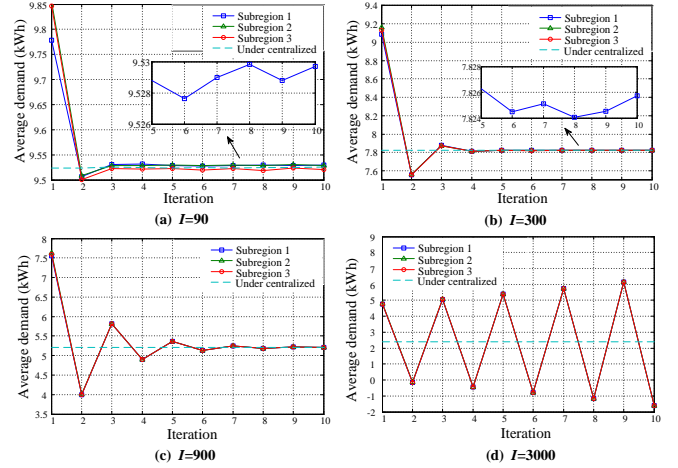 9.85
9.8
9.75
9.7
9.65
9.6
9.55
9.5
Average demand (kWh)
Subregion 1
Subregion 2
Subregion 3
Under centralized
9.53
9.528
9.526
5 6 7 8 9 10
1 2 3 4 5 6 7 8 9 10
Iteration
(a) I=90
9.4
9.2
9
8.8
8.6
8.4
8.2
8
7.8
7.6
Average demand (kWh)
Subregion 1
Subregion 2
Subregion 3
Under centralized
7.828
7.826
7.824
5 6 7 8 9 10
1 2 3 4 5 6 7 8 9 10
Iteration
(b) I=300
8
7.5
7
6.5
6
5.5
5
4.5
4
3.5
Average demand (kWh)
Subregion 1
Subregion 2
Subregion 3
Under centralized
1 2 3 4 5 6 7 8 9 10
Iteration
(c) I=900
9
8
7
6
5
4
3
2
1
0
-1
-2
Average demand (kWh)
Subregion 1
Subregion 2
Subregion 3
Under centralized
1 2 3 4 5 6 7 8 9 10
Iteration
(d) I=3000